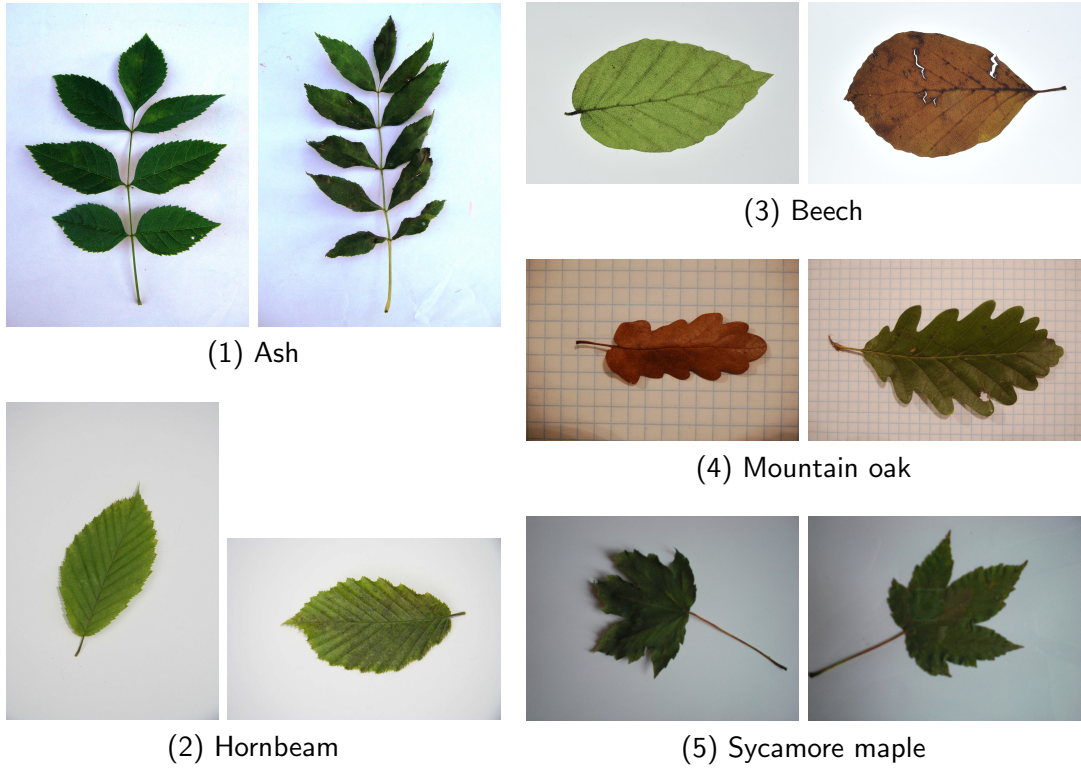 (1) Ash
(2) Hornbeam
(3) Beech
(4) Mountain oak
(5) Sycamore maple